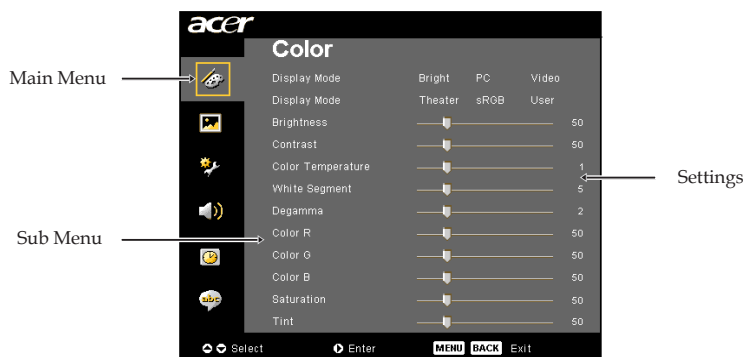 acer
Color
Main Menu
Display Mode Bright PC Video
Display Mode Theater sRGB User
Brightness 50
Contrast 50
Color Temperature 1
Settings
White Segment 5
Degamma 2
Sub Menu
Color R 50
Color G 50
Color B 50
abc
Saturation 50
Tint 50
Select Enter MENU BACK Exit